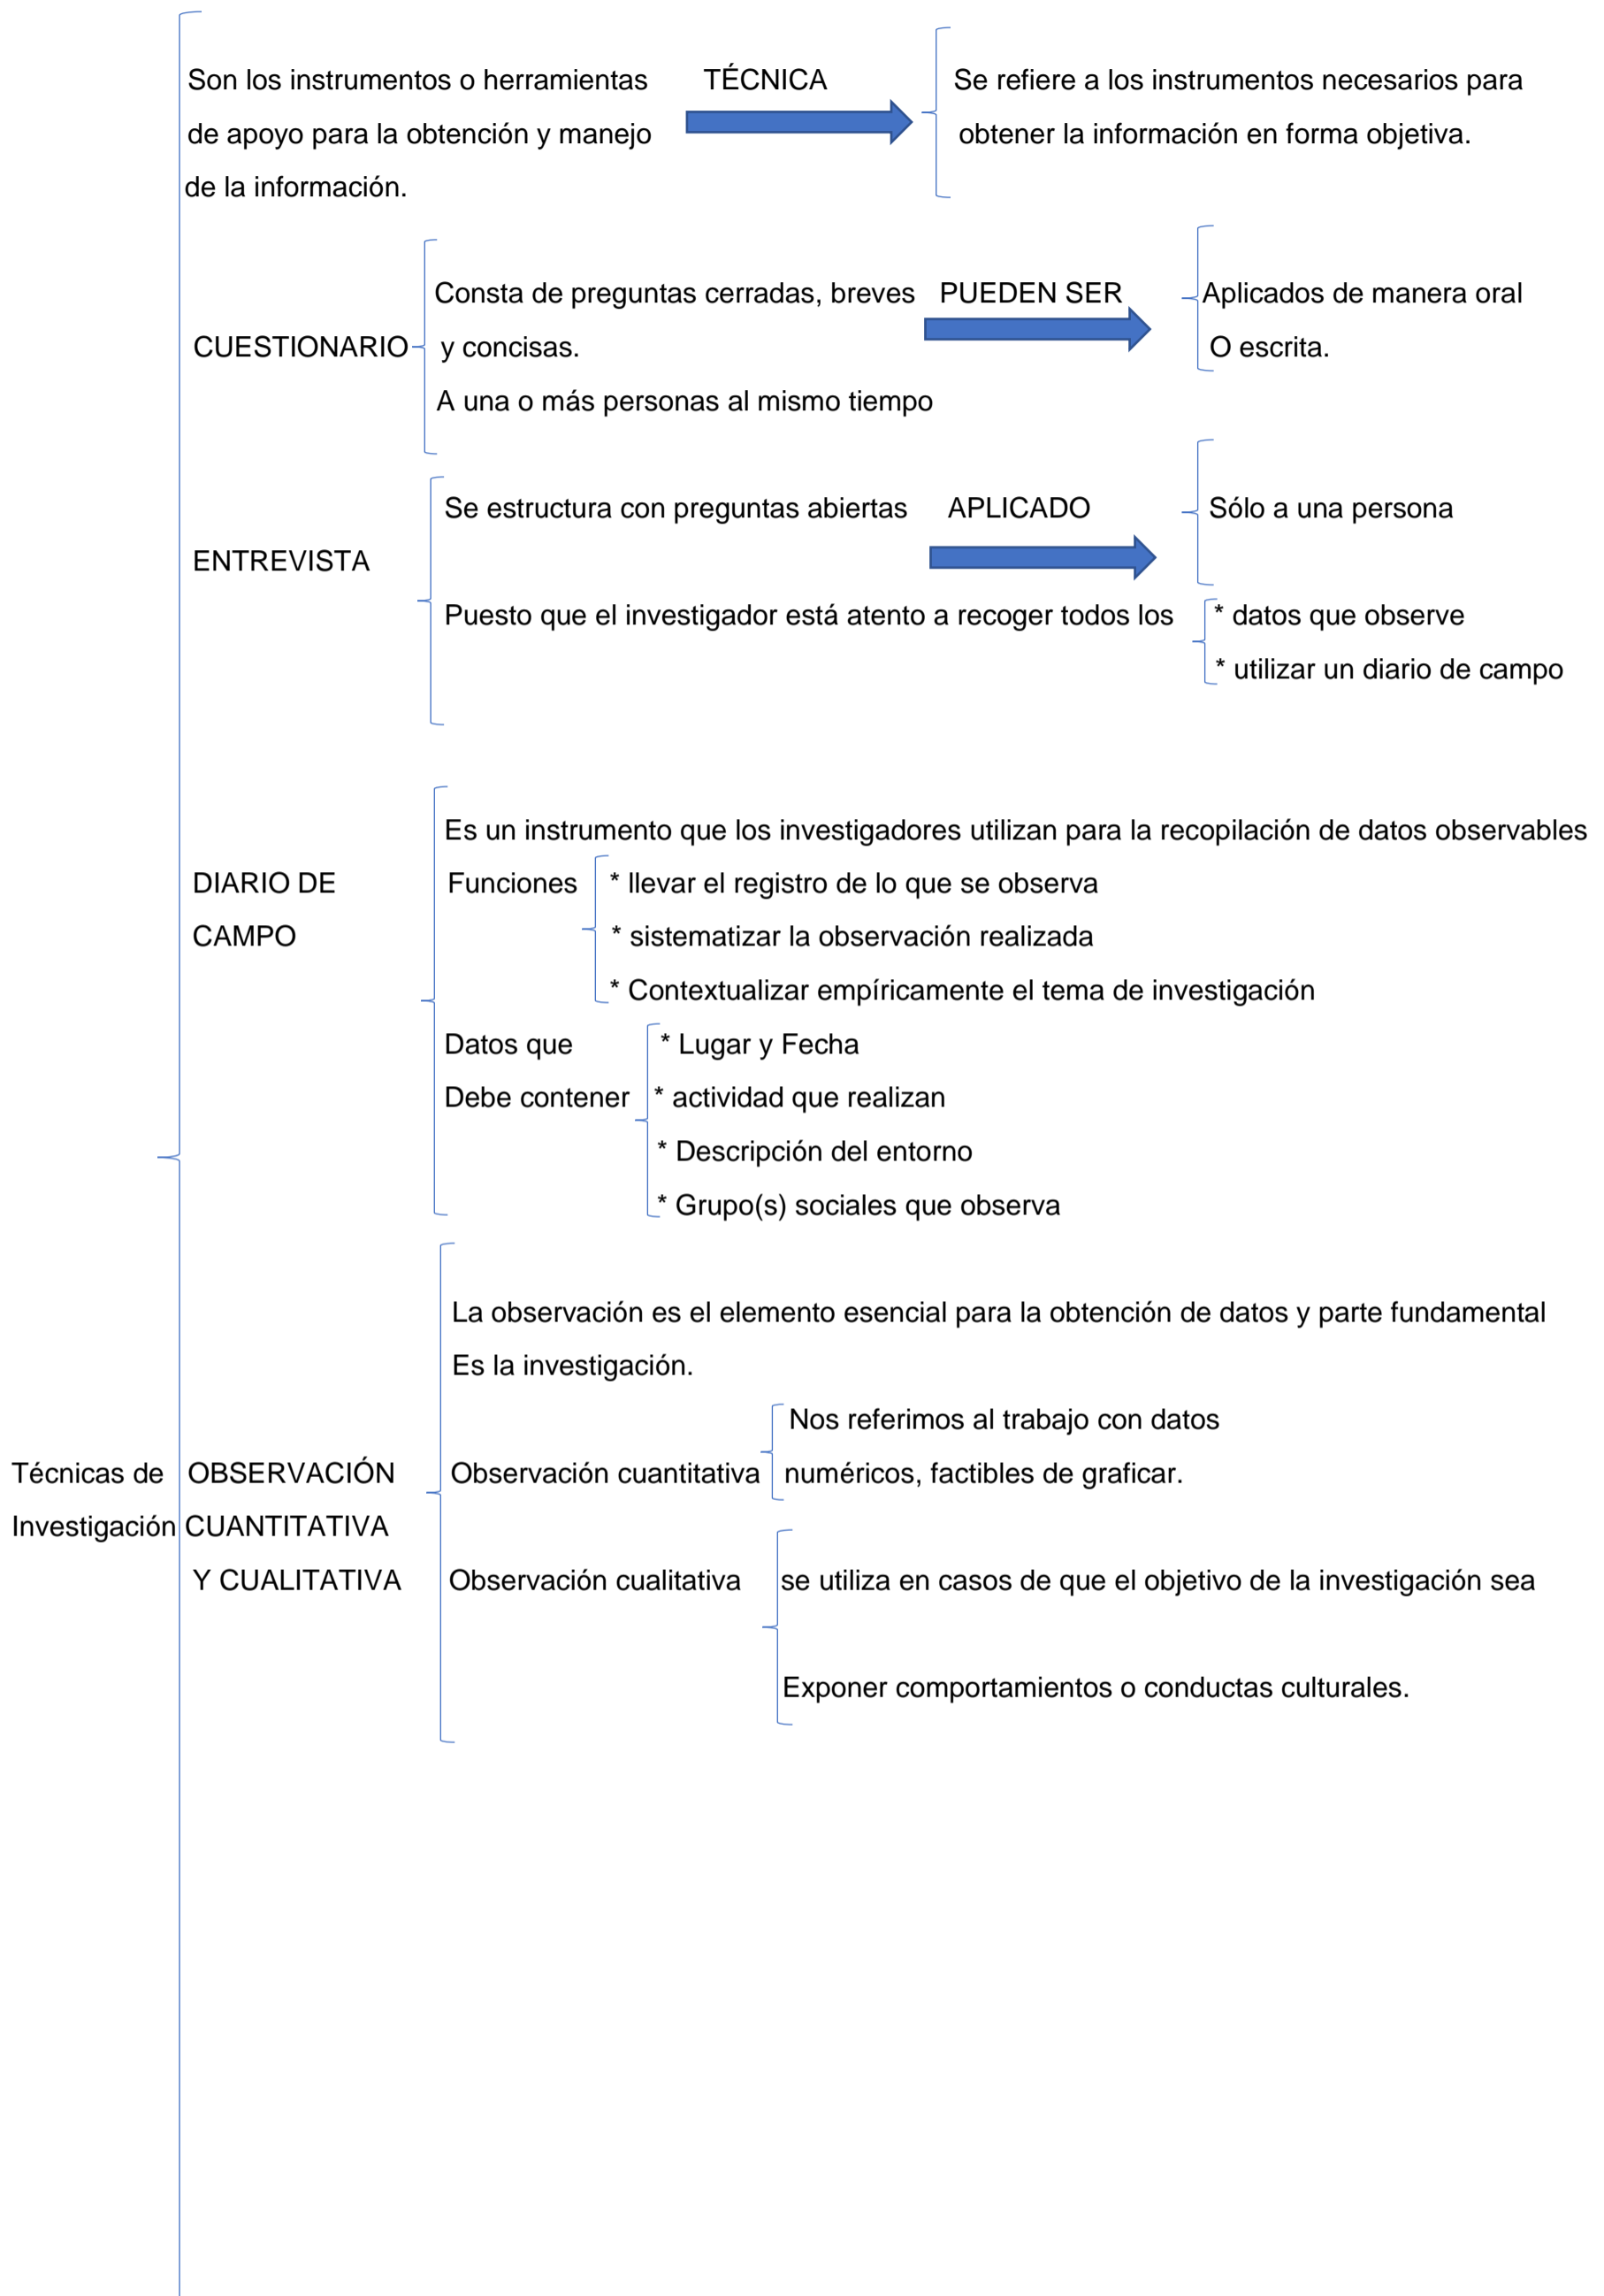 Son los instrumentos o herramientas TÉCNICA Se refiere a los instrumentos necesarios para
de apoyo para la obtención y manejo obtener la información en forma objetiva.
de la información.
Consta de preguntas cerradas, breves PUEDEN SER Aplicados de manera oral
CUESTIONARIO y concisas. O escrita.
A una o más personas al mismo tiempo
Se estructura con preguntas abiertas APLICADO Sólo a una persona
ENTREVISTA
Puesto que el investigador está atento a recoger todos los * datos que observe
* utilizar un diario de campo
Es un instrumento que los investigadores utilizan para la recopilación de datos observables
DIARIO DE Funciones * llevar el registro de lo que se observa
CAMPO * sistematizar la observación realizada
* Contextualizar empíricamente el tema de investigación
Datos que * Lugar y Fecha
Debe contener * actividad que realizan
* Descripción del entorno
* Grupo(s) sociales que observa
La observación es el elemento esencial para la obtención de datos y parte fundamental
Es la investigación.
Nos referimos al trabajo con datos
Técnicas de OBSERVACIÓN Observación cuantitativa numéricos, factibles de graficar.
Investigación CUANTITATIVA
Y CUALITATIVA Observación cualitativa se utiliza en casos de que el objetivo de la investigación sea
Exponer comportamientos o conductas culturales.